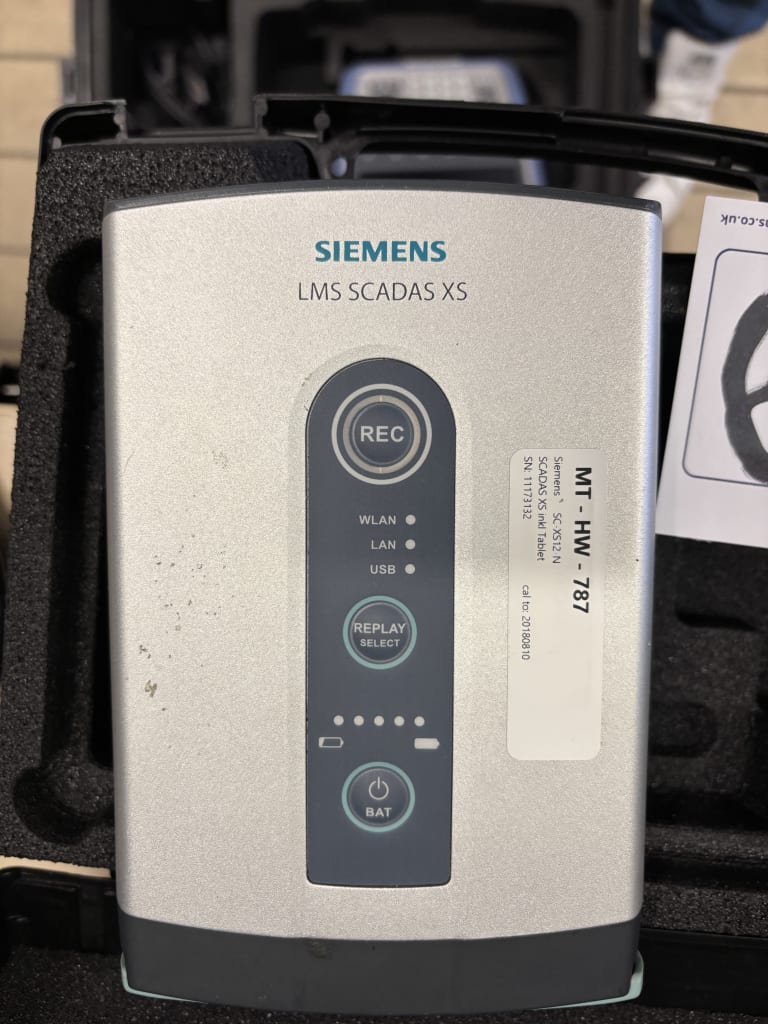 SIEMENS
LMS SCADAS XS
REC
WLAN
LAN
USB
REPLAY
SELECT
BAT
MT - HW - 787
Siemens SC-XS12 N
SCADAS XS inkl Tablet
SN: 11173132 cal to: 20180810
ns.co.uk